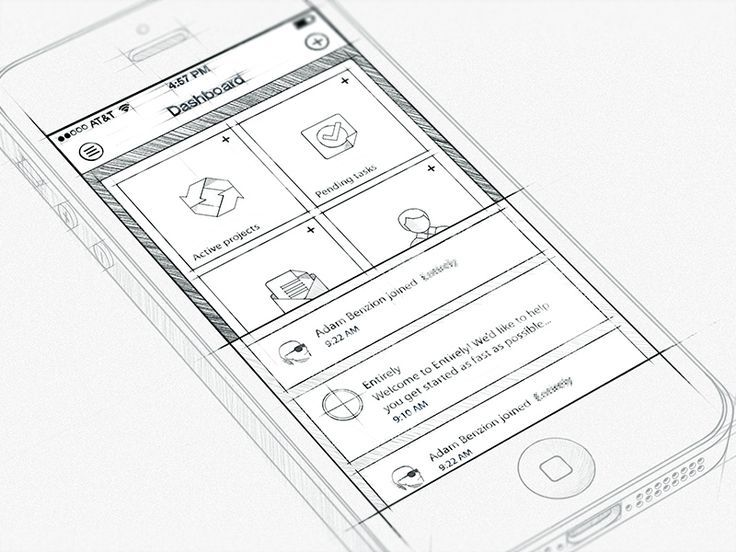 AT&T
4:57 PM
Dashboard
Active projects
Pending tasks
Adam Benzion joined Entirely
9:22 AM
Entirely
Welcome to Entirely! We'd like to help
you get started as fast as possible...
9:10 AM
Adam Benzion joined Entirely
9:22 AM